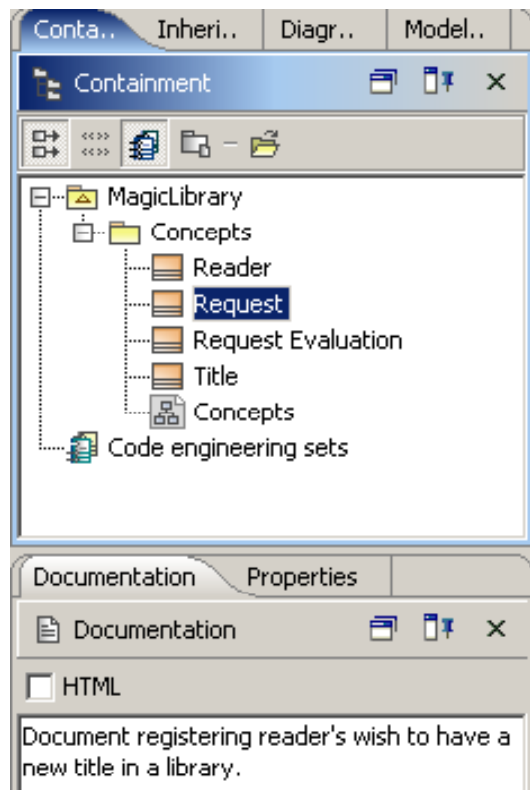 Conta.. Inheri.. Diagr.. Model..
Containment
MagicLibrary
Concepts
Reader
Request
Request Evaluation
Title
Concepts
Code engineering sets
Documentation Properties
Documentation
HTML
Document registering reader's wish to have a
new title in a library.